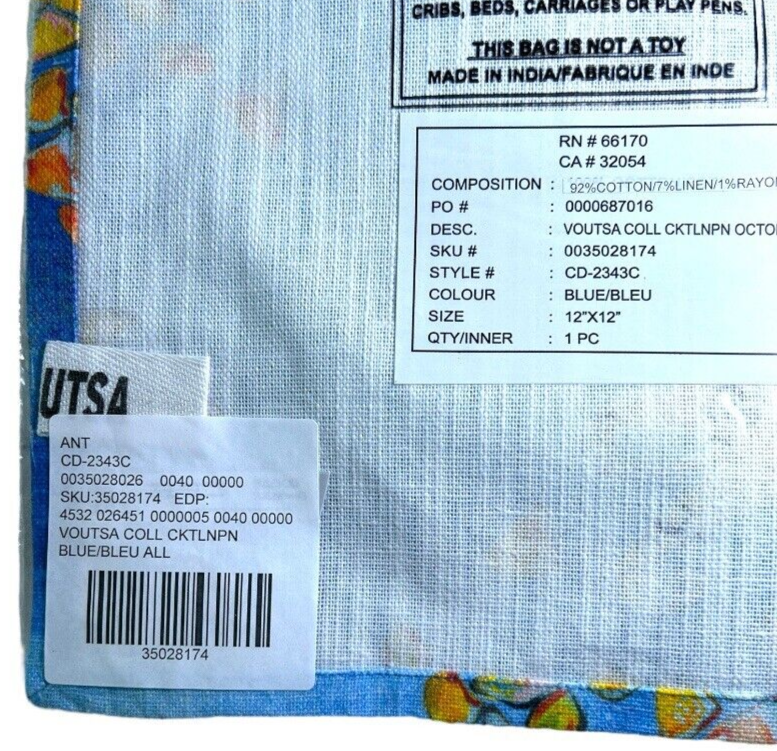 CRIBS, BEDS, CARRIAGES OR PLAY PENS.
THIS BAG IS NOT A TOY
MADE IN INDIA/FABRIQUE EN INDE
RN # 66170
CA # 32054
COMPOSITION : 92%COTTON/7%LINEN/1%RAYO
PO # : 0000687016
DESC. : VOUTSA COLL CKTLNPN OCTO
SKU # : 0035028174
STYLE # : CD-2343C
COLOUR : BLUE/BLEU
SIZE : 12"X12"
QTY/INNER : 1 PC
UTSA
ANT
CD-2343C
0035028026 0040 00000
SKU:35028174 EDP:
4532 026451 0000005 0040 00000
VOUTSA COLL CKTLNPN
BLUE/BLEU ALL
35028174